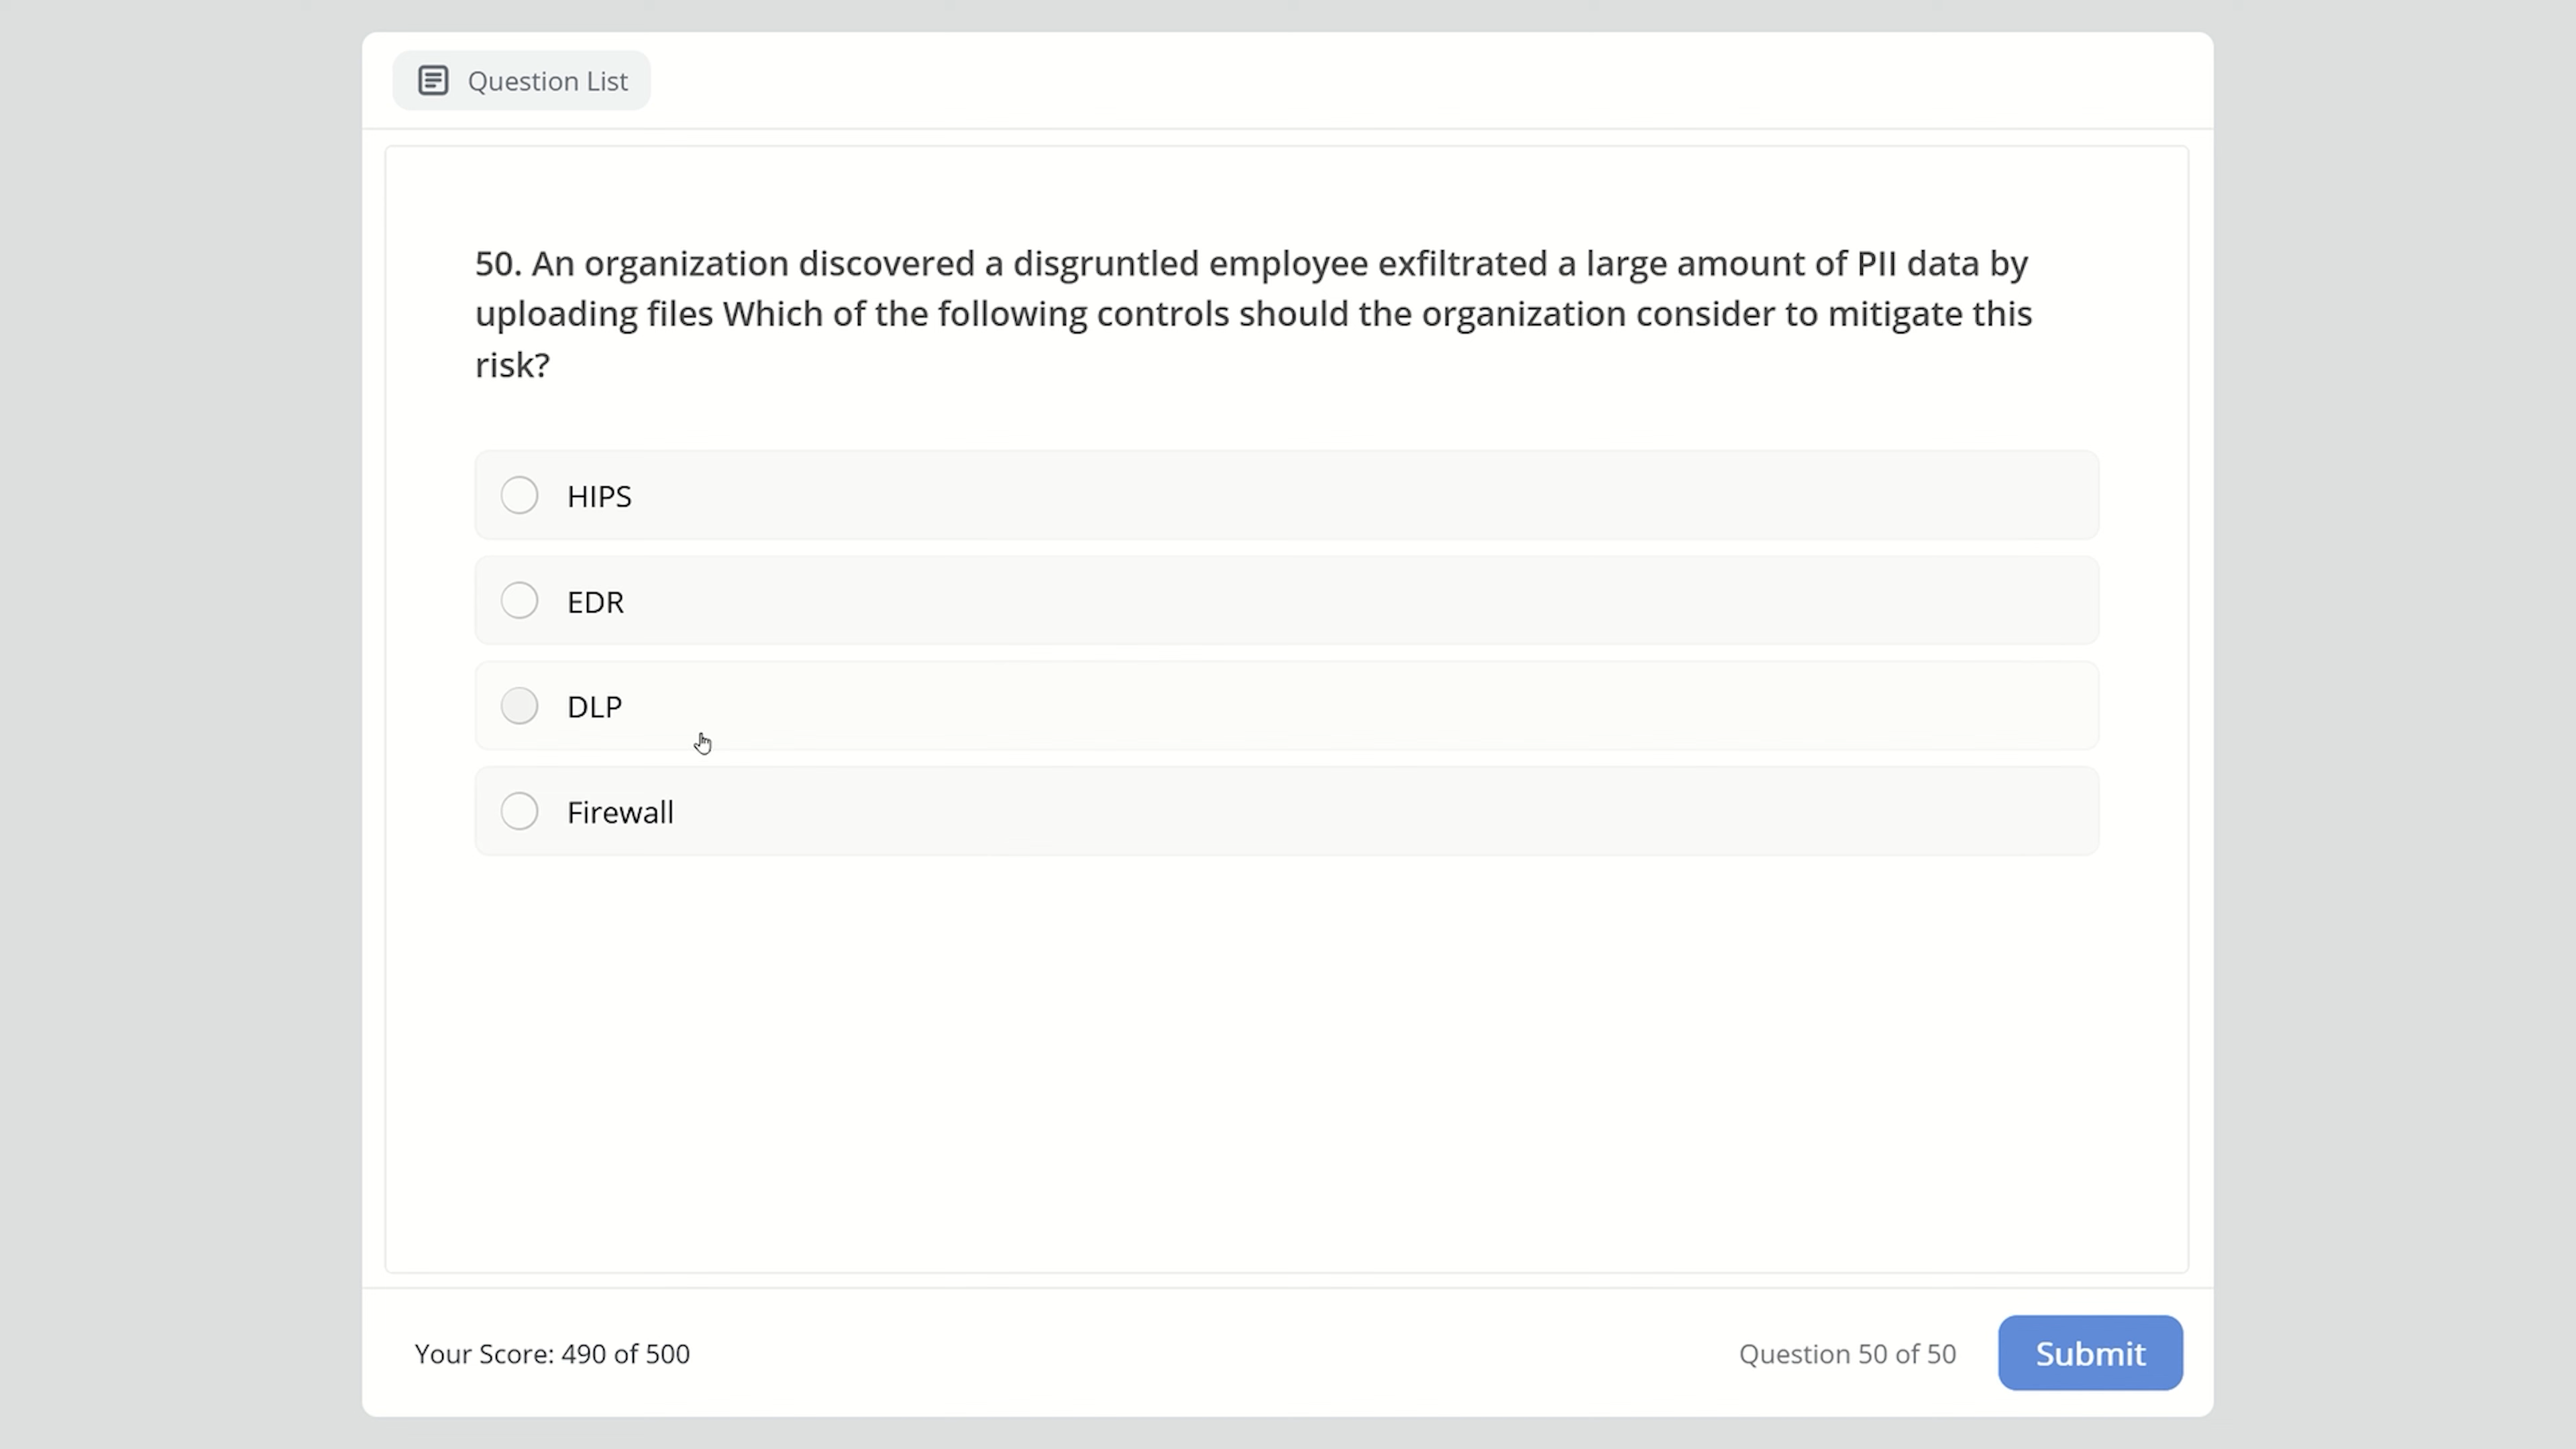 Question List
50. An organization discovered a disgruntled employee exfiltrated a large amount of PII data by
uploading files Which of the following controls should the organization consider to mitigate this
risk?
HIPS
EDR
DLP
Firewall
Your Score: 490 of 500
Question 50 of 50
Submit